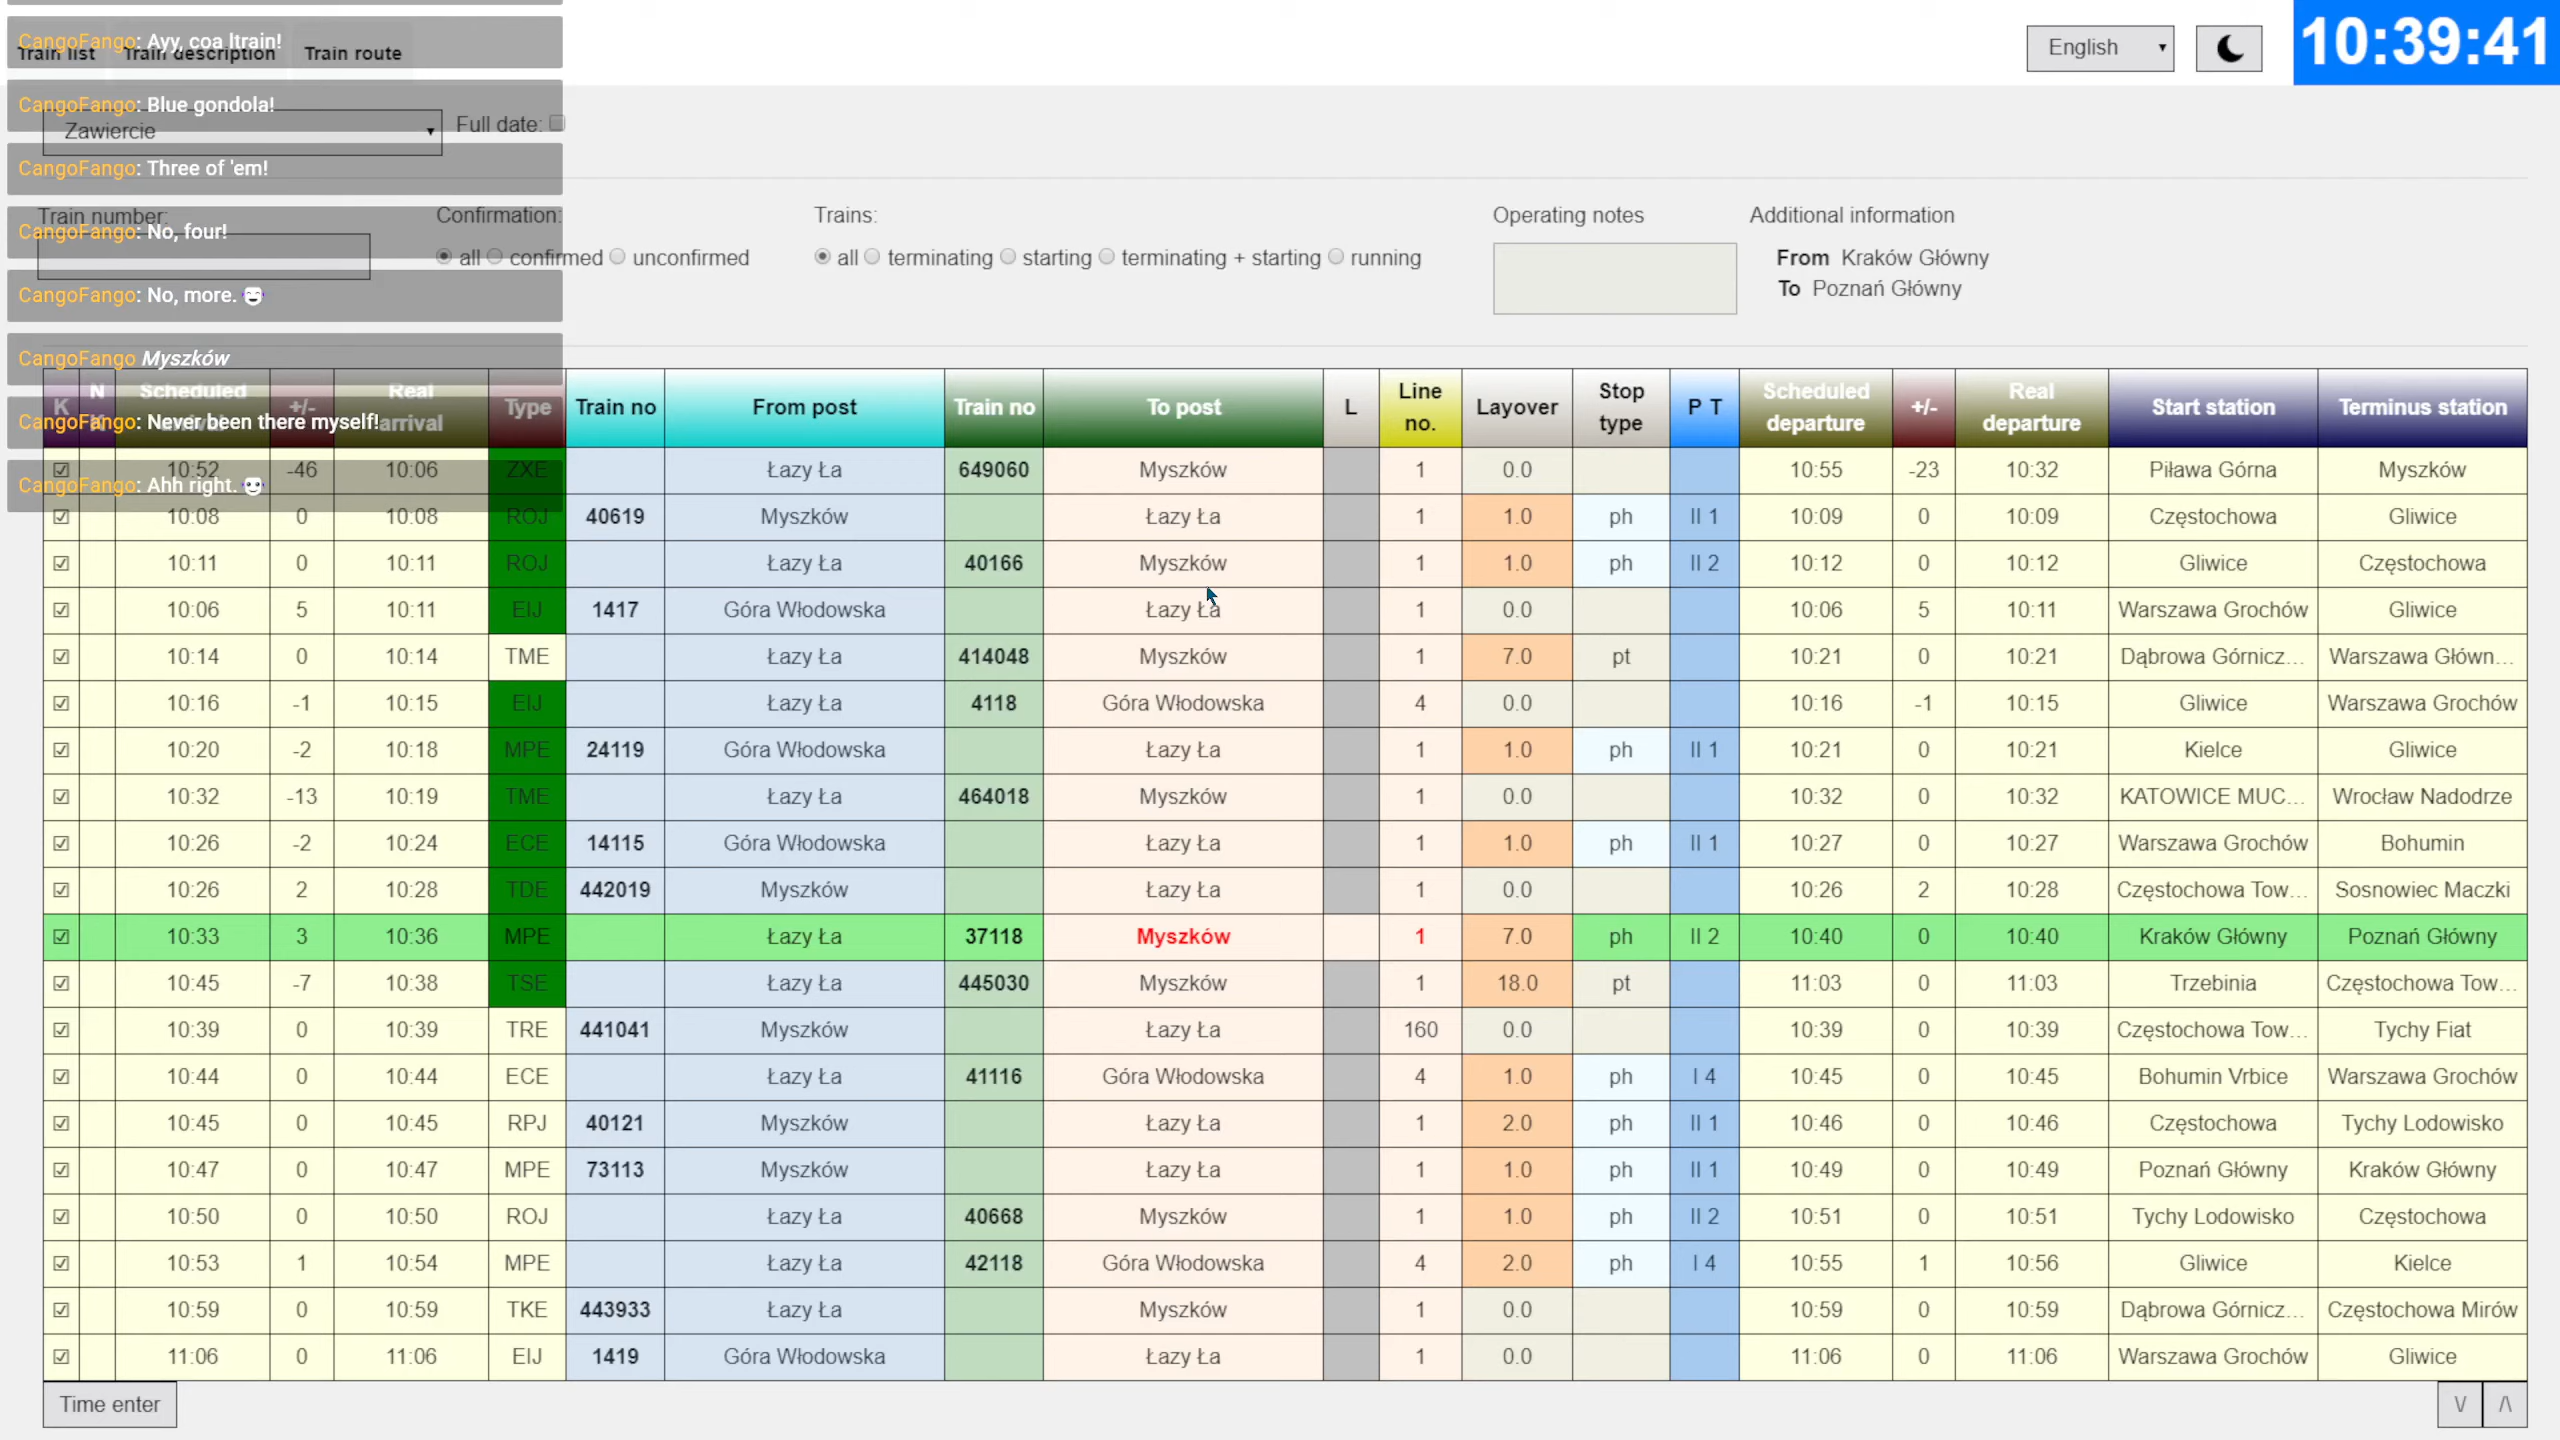 CangoFango: Ayy, coa ltrain!
Train list Train description Train route
English
10:39:41
CangoFango: Blue gondola!
Zawiercie Full date:
CangoFango: Three of 'em!
Train number: Confirmation: Trains: Operating notes Additional information
CangoFango: No, four!
all confirmed unconfirmed all terminating starting terminating + starting running From Kraków Główny
To Poznań Główny
CangoFango: No, more.
CangoFango Myszków
CangoFango: Never been there myself!
K N K Scheduled arrival +/- Real arrival Type Train no From post Train no To post L Line no. Layover Stop type P T Scheduled departure +/- Real departure Start station Terminus station
CangoFango: Ahh right.
10:52 -46 10:06 ZXE Łazy Ła 649060 Myszków 1 0.0 10:55 -23 10:32 Piława Górna Myszków
10:08 0 10:08 ROJ 40619 Myszków Łazy Ła 1 1.0 ph II 1 10:09 0 10:09 Częstochowa Gliwice
10:11 0 10:11 ROJ Łazy Ła 40166 Myszków 1 1.0 ph II 2 10:12 0 10:12 Gliwice Częstochowa
10:06 5 10:11 EIJ 1417 Góra Włodowska Łazy Ła 1 0.0 10:06 5 10:11 Warszawa Grochów Gliwice
10:14 0 10:14 TME Łazy Ła 414048 Myszków 1 7.0 pt 10:21 0 10:21 Dąbrowa Górnicz... Warszawa Główn...
10:16 -1 10:15 EIJ Łazy Ła 4118 Góra Włodowska 4 0.0 10:16 -1 10:15 Gliwice Warszawa Grochów
10:20 -2 10:18 MPE 24119 Góra Włodowska Łazy Ła 1 1.0 ph II 1 10:21 0 10:21 Kielce Gliwice
10:32 -13 10:19 TME Łazy Ła 464018 Myszków 1 0.0 10:32 0 10:32 KATOWICE MUC... Wrocław Nadodrze
10:26 -2 10:24 ECE 14115 Góra Włodowska Łazy Ła 1 1.0 ph II 1 10:27 0 10:27 Warszawa Grochów Bohumin
10:26 2 10:28 TDE 442019 Myszków Łazy Ła 1 0.0 10:26 2 10:28 Częstochowa Tow... Sosnowiec Maczki
10:33 3 10:36 MPE Łazy Ła 37118 Myszków 1 7.0 ph II 2 10:40 0 10:40 Kraków Główny Poznań Główny
10:45 -7 10:38 TSE Łazy Ła 445030 Myszków 1 18.0 pt 11:03 0 11:03 Trzebinia Częstochowa Tow...
10:39 0 10:39 TRE 441041 Myszków Łazy Ła 160 0.0 10:39 0 10:39 Częstochowa Tow... Tychy Fiat
10:44 0 10:44 ECE Łazy Ła 41116 Góra Włodowska 4 1.0 ph I 4 10:45 0 10:45 Bohumin Vrbice Warszawa Grochów
10:45 0 10:45 RPJ 40121 Myszków Łazy Ła 1 2.0 ph II 1 10:46 0 10:46 Częstochowa Tychy Lodowisko
10:47 0 10:47 MPE 73113 Myszków Łazy Ła 1 1.0 ph II 1 10:49 0 10:49 Poznań Główny Kraków Główny
10:50 0 10:50 ROJ Łazy Ła 40668 Myszków 1 1.0 ph II 2 10:51 0 10:51 Tychy Lodowisko Częstochowa
10:53 1 10:54 MPE Łazy Ła 42118 Góra Włodowska 4 2.0 ph I 4 10:55 1 10:56 Gliwice Kielce
10:59 0 10:59 TKE 443933 Łazy Ła Myszków 1 0.0 10:59 0 10:59 Dąbrowa Górnicz... Częstochowa Mirów
11:06 0 11:06 EIJ 1419 Góra Włodowska Łazy Ła 1 0.0 11:06 0 11:06 Warszawa Grochów Gliwice
Time enter \/ /\